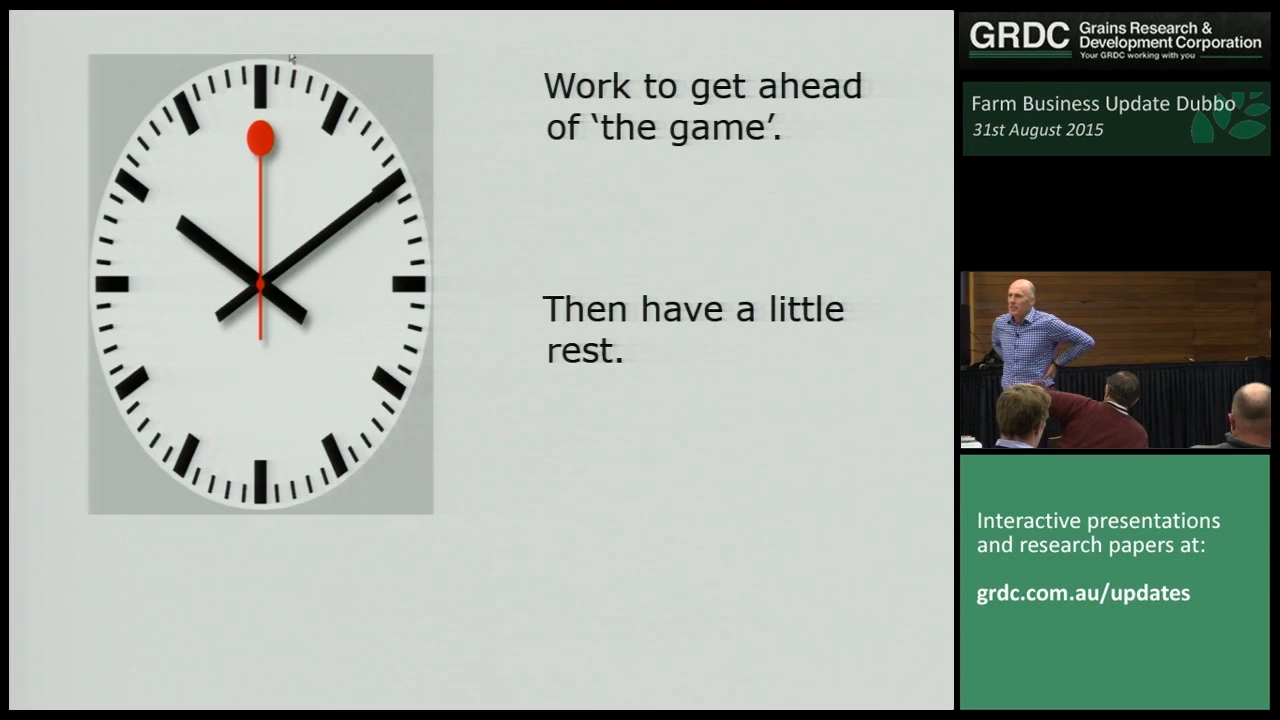 Work to get ahead
of ‘the game’.
Then have a little
rest.
GRDC
Grains Research &
Development Corporation
Your GRDC working with you
Farm Business Update Dubbo
31st August 2015
Interactive presentations
and research papers at:
grdc.com.au/updates